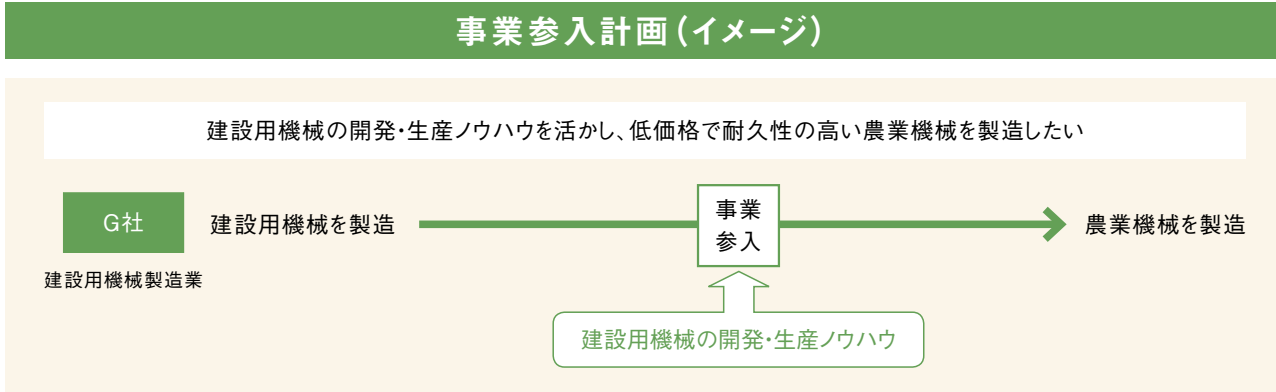 事業参入計画(イメージ)
建設用機械の開発・生産ノウハウを活かし、低価格で耐久性の高い農業機械を製造したい
G社
建設用機械を製造
事業
参入
農業機械を製造
建設用機械製造業
建設用機械の開発・生産ノウハウ